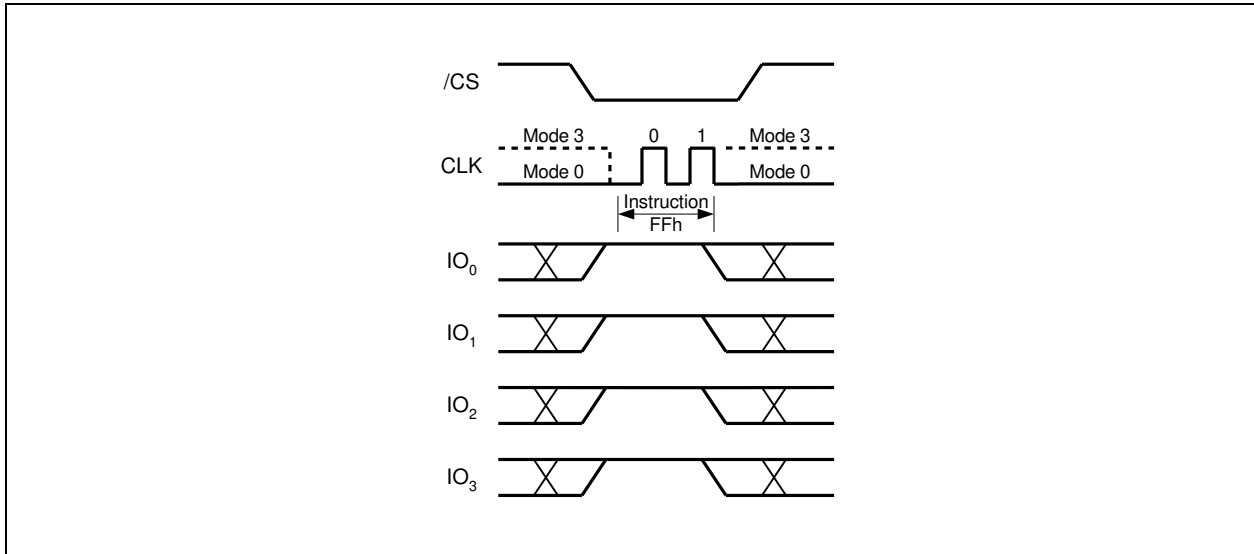 /CS
Mode 3 0 1 Mode 3
CLK Mode 0 Mode 0
Instruction
FFh
IO0
IO1
IO2
IO3